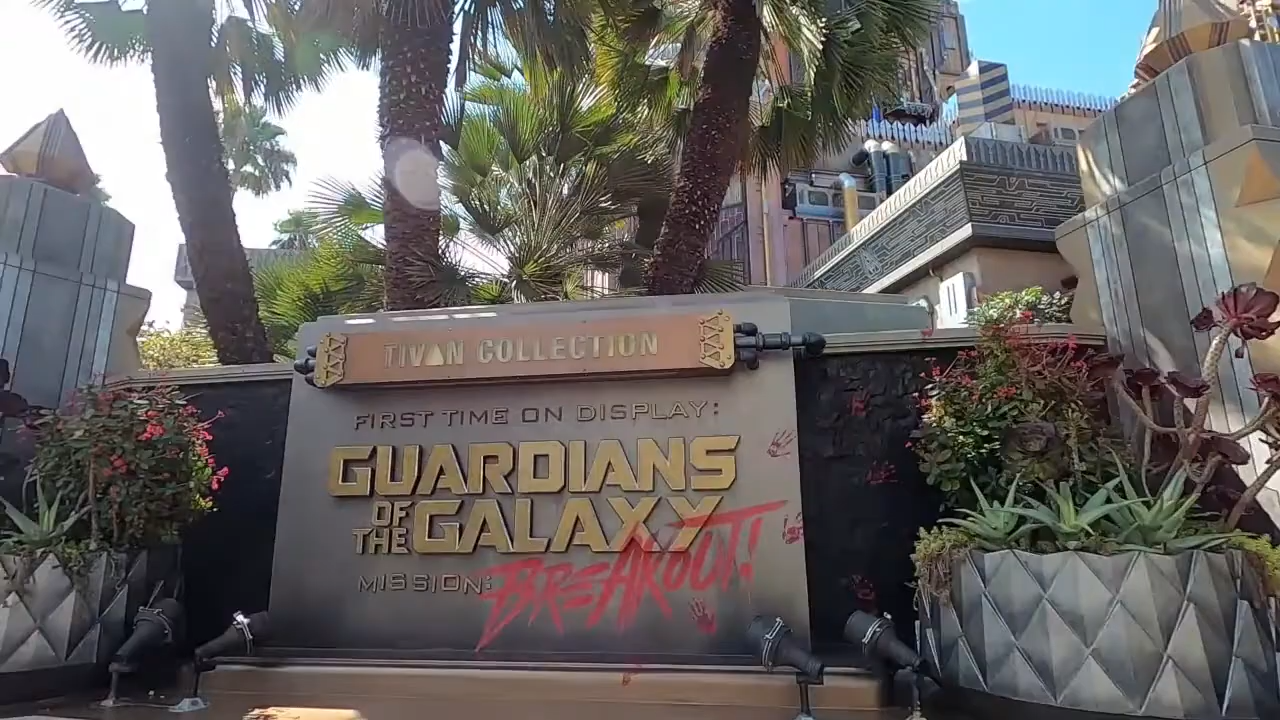 TIVAN COLLECTION
FIRST TIME ON DISPLAY:
GUARDIANS
OF THE GALAXY
MISSION: BREAKOUT!